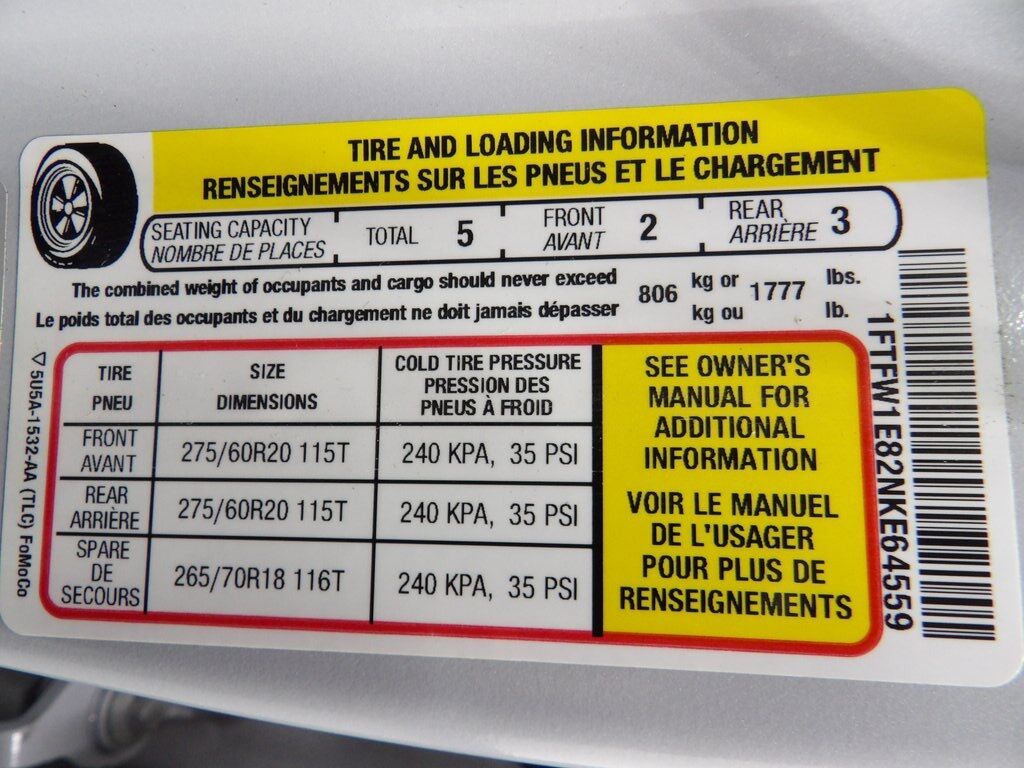 TIRE AND LOADING INFORMATION
RENSEIGNEMENTS SUR LES PNEUS ET LE CHARGEMENT
SEATING CAPACITY
NOMBRE DE PLACES
TOTAL 5
FRONT
AVANT
2
REAR
ARRIÈRE
3
The combined weight of occupants and cargo should never exceed
Le poids total des occupants et du chargement ne doit jamais dépasser
806
kg or
kg ou
1777
lbs.
lb.
TIRE
PNEU
SIZE
DIMENSIONS
COLD TIRE PRESSURE
PRESSION DES
PNEUS À FROID
FRONT
AVANT
275/60R20 115T
240 KPA, 35 PSI
REAR
ARRIÈRE
275/60R20 115T
240 KPA, 35 PSI
SPARE
DE
SECOURS
265/70R18 116T
240 KPA, 35 PSI
SEE OWNER'S
MANUAL FOR
ADDITIONAL
INFORMATION
VOIR LE MANUEL
DE L'USAGER
POUR PLUS DE
RENSEIGNEMENTS
1FTFW1E82NKE64559
5U5A-1532-AA (TLC) FoMoCo